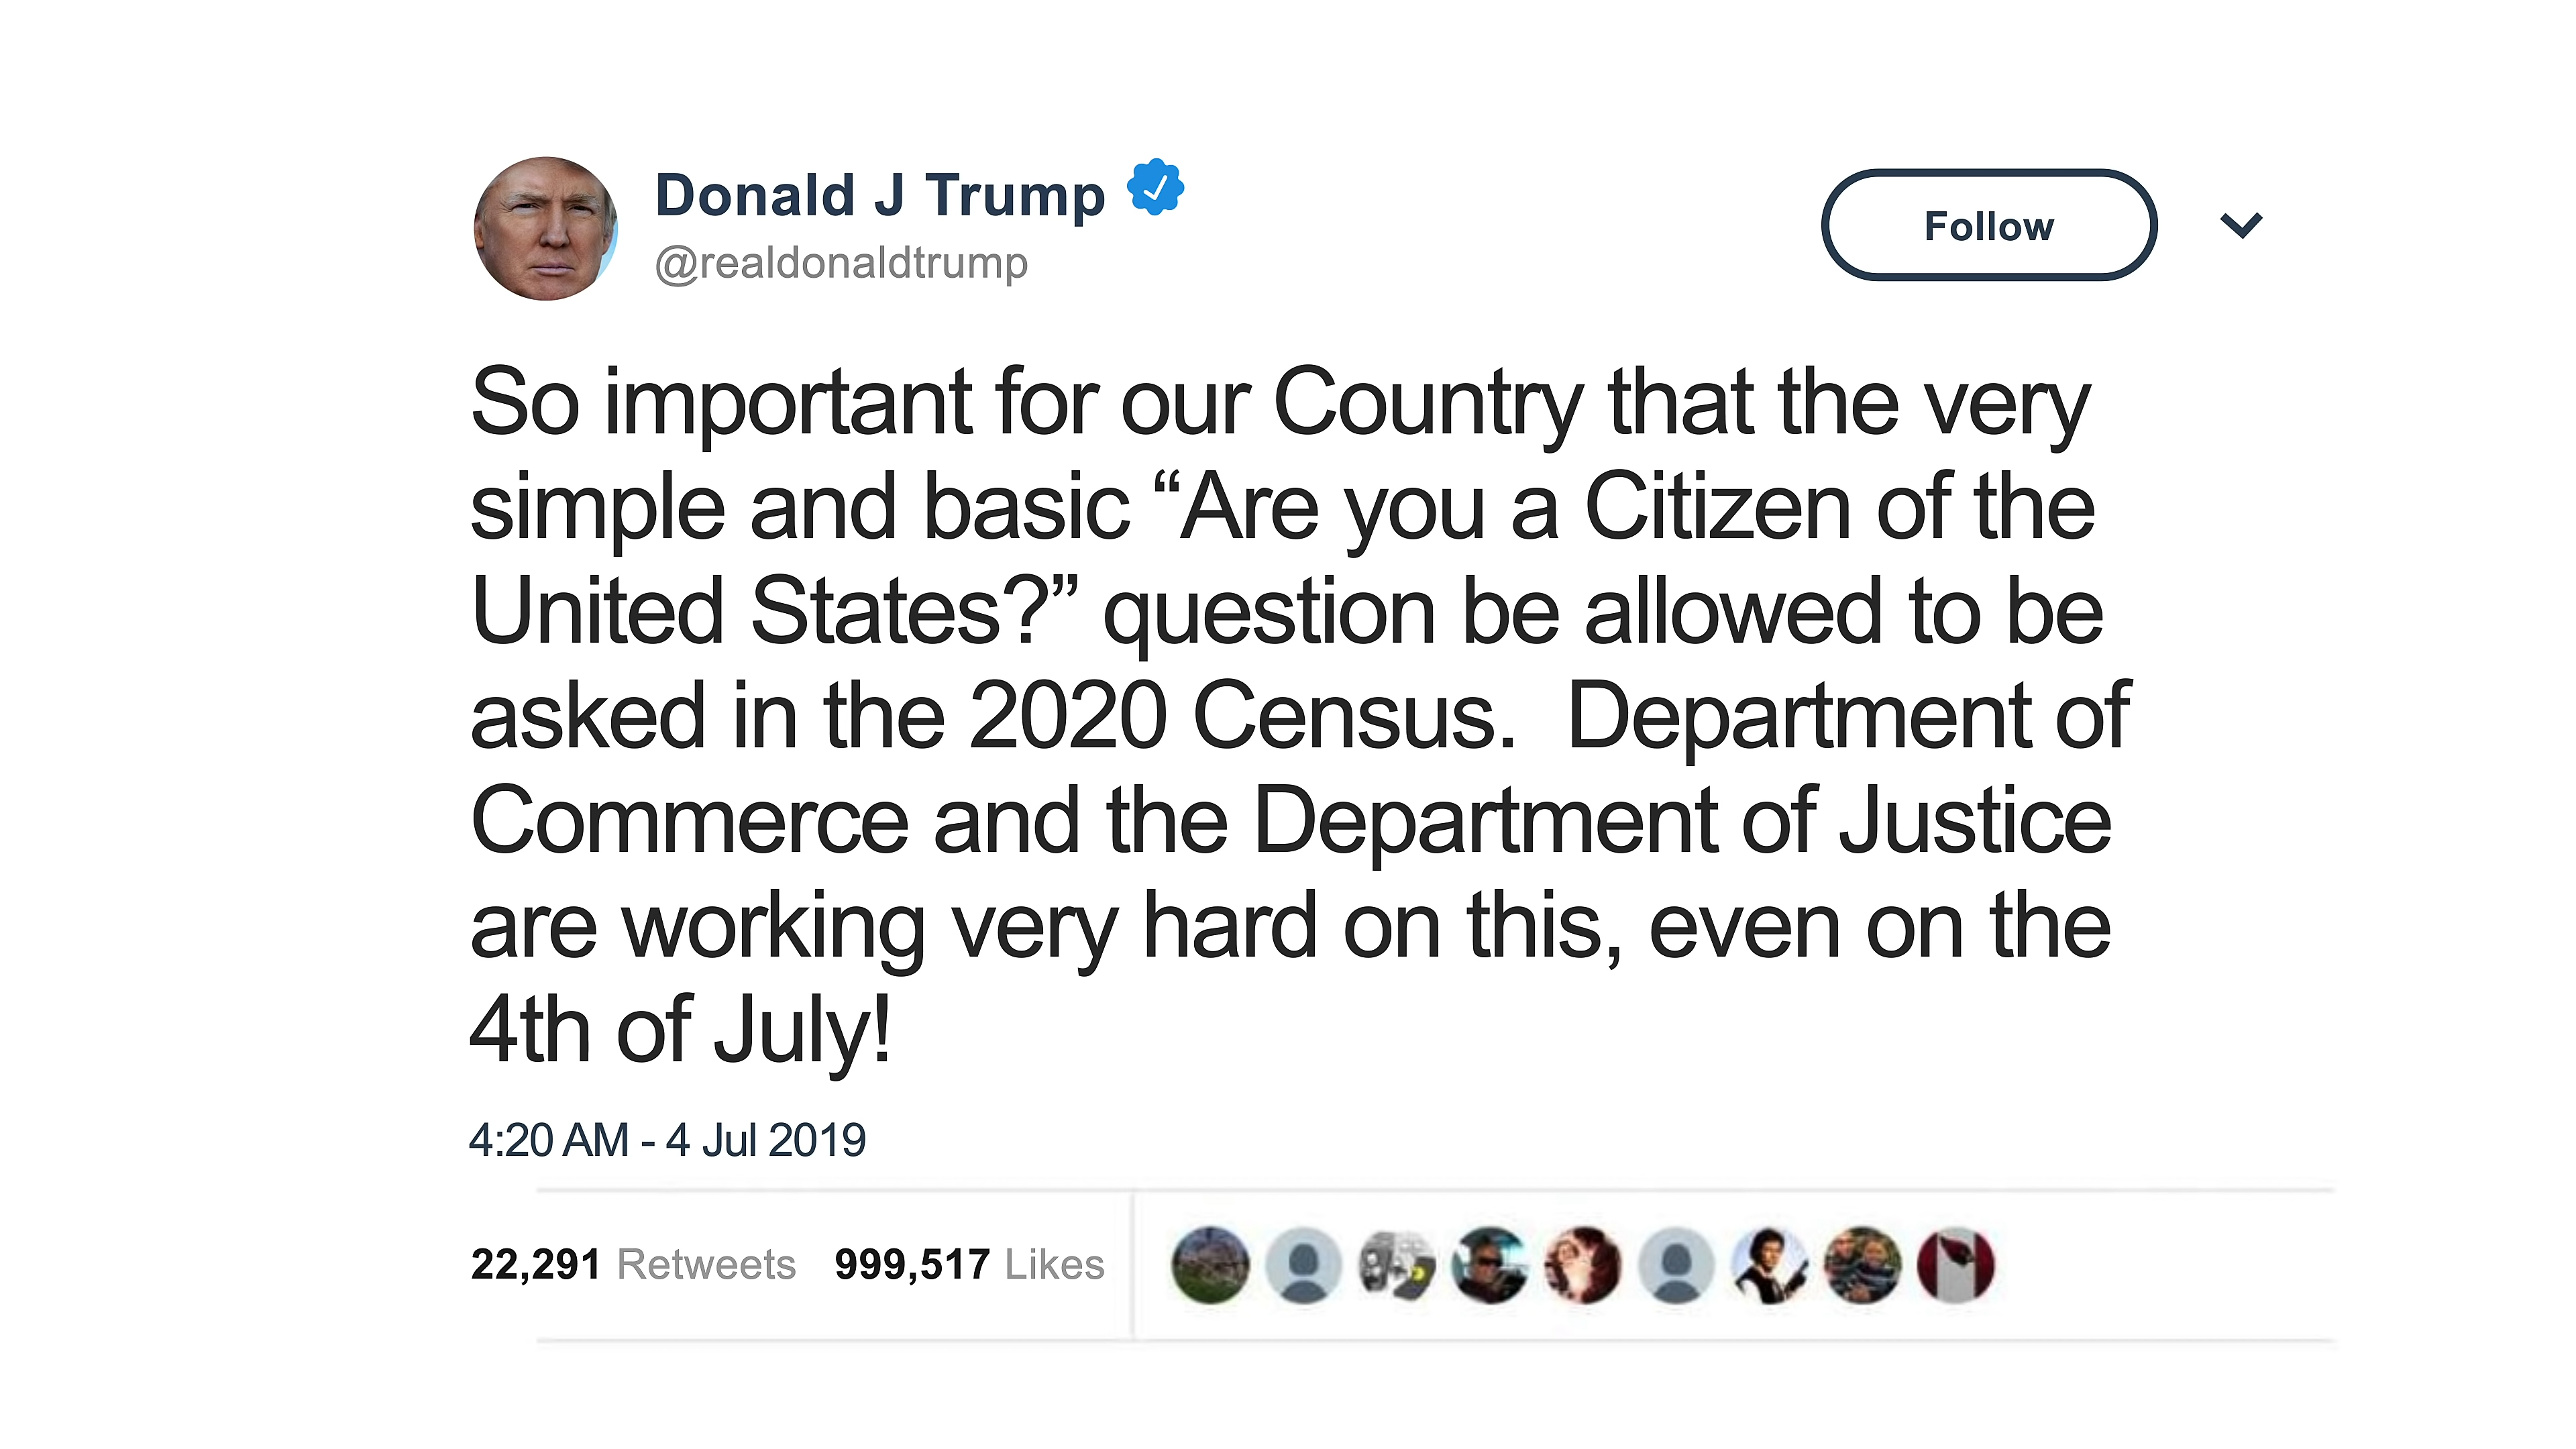 Donald J Trump
@realdonaldtrump
Follow
So important for our Country that the very
simple and basic “Are you a Citizen of the
United States?” question be allowed to be
asked in the 2020 Census.  Department of
Commerce and the Department of Justice
are working very hard on this, even on the
4th of July!
4:20 AM - 4 Jul 2019
22,291 Retweets 999,517 Likes